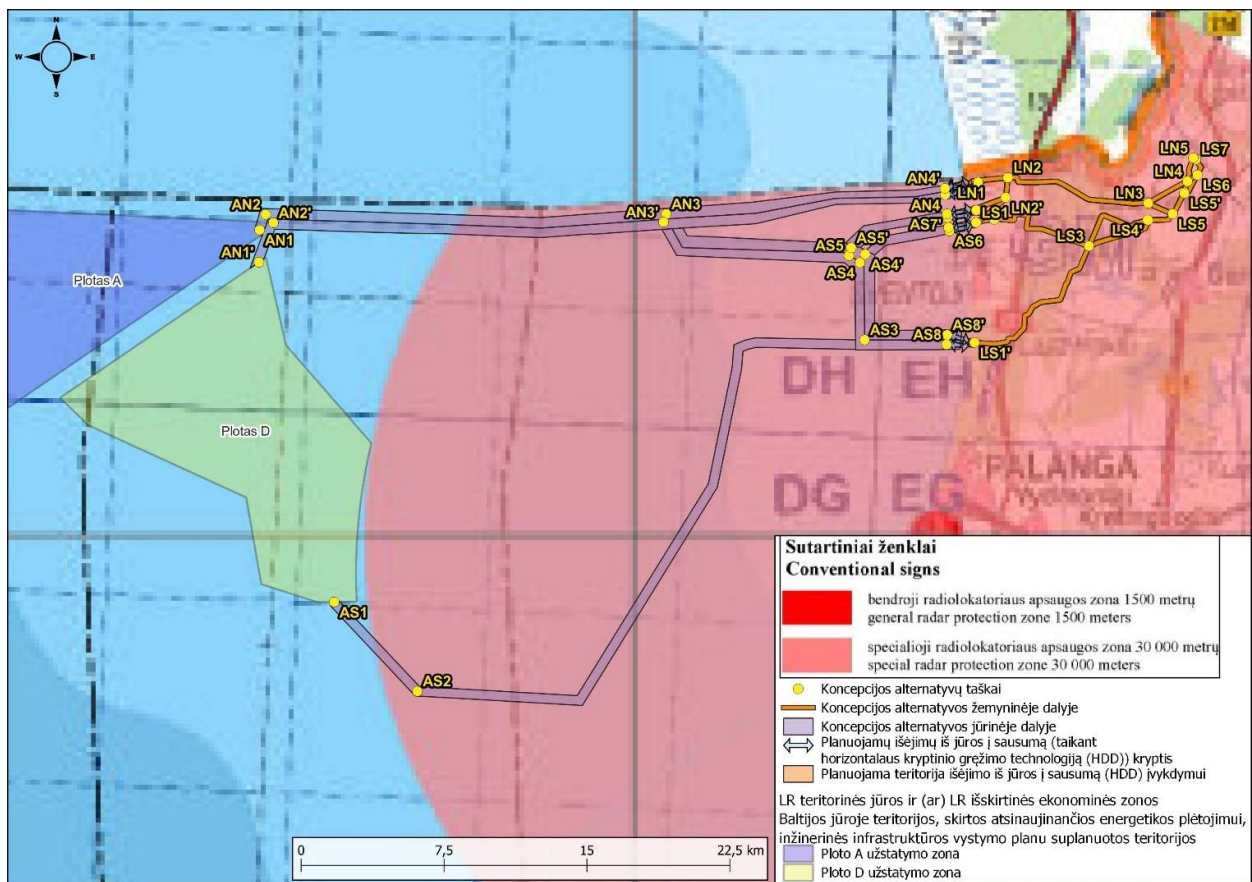 N
W E
S
13
AN4'
LN1
LN2
LN5
LS7
LN4
LS6
LN3
LS5'
AN2
AN2'
AN3'
AN3
AN4
LS1
LN2'
LS4'
LS5
AN1'
AN1
AS7'
AS6
LS3
AS5
AS5'
AS4
AS4'
Plotas A
AS3
AS8
AS8'
LS1'
DH EH
Plotas D
DG EG
PALANGA
AS1
AS2
Sutartiniai ženklai
Conventional signs
bendroji radiolokatoriaus apsaugos zona 1500 metrų
general radar protection zone 1500 meters
specialioji radiolokatoriaus apsaugos zona 30 000 metrų
special radar protection zone 30 000 meters
Koncepcijos alternatyvų taškai
Koncepcijos alternatyvos žemyninėje dalyje
Koncepcijos alternatyvos jūrinėje dalyje
Planuojamų išėjimų iš jūros į sausumą (taikant
horizontalaus kryptinio gręžimo technologiją (HDD)) kryptis
Planuojama teritorija išėjimo iš jūros į sausumą (HDD) įvykdymui
LR teritorinės jūros ir (ar) LR išskirtinės ekonominės zonos
Baltijos jūroje teritorijos, skirtos atsinaujinančios energetikos plėtojimui,
inžinerinės infrastruktūros vystymo planu suplanuotos teritorijos
Ploto A užstatymo zona
Ploto D užstatymo zona
0 7,5 15 22,5 km